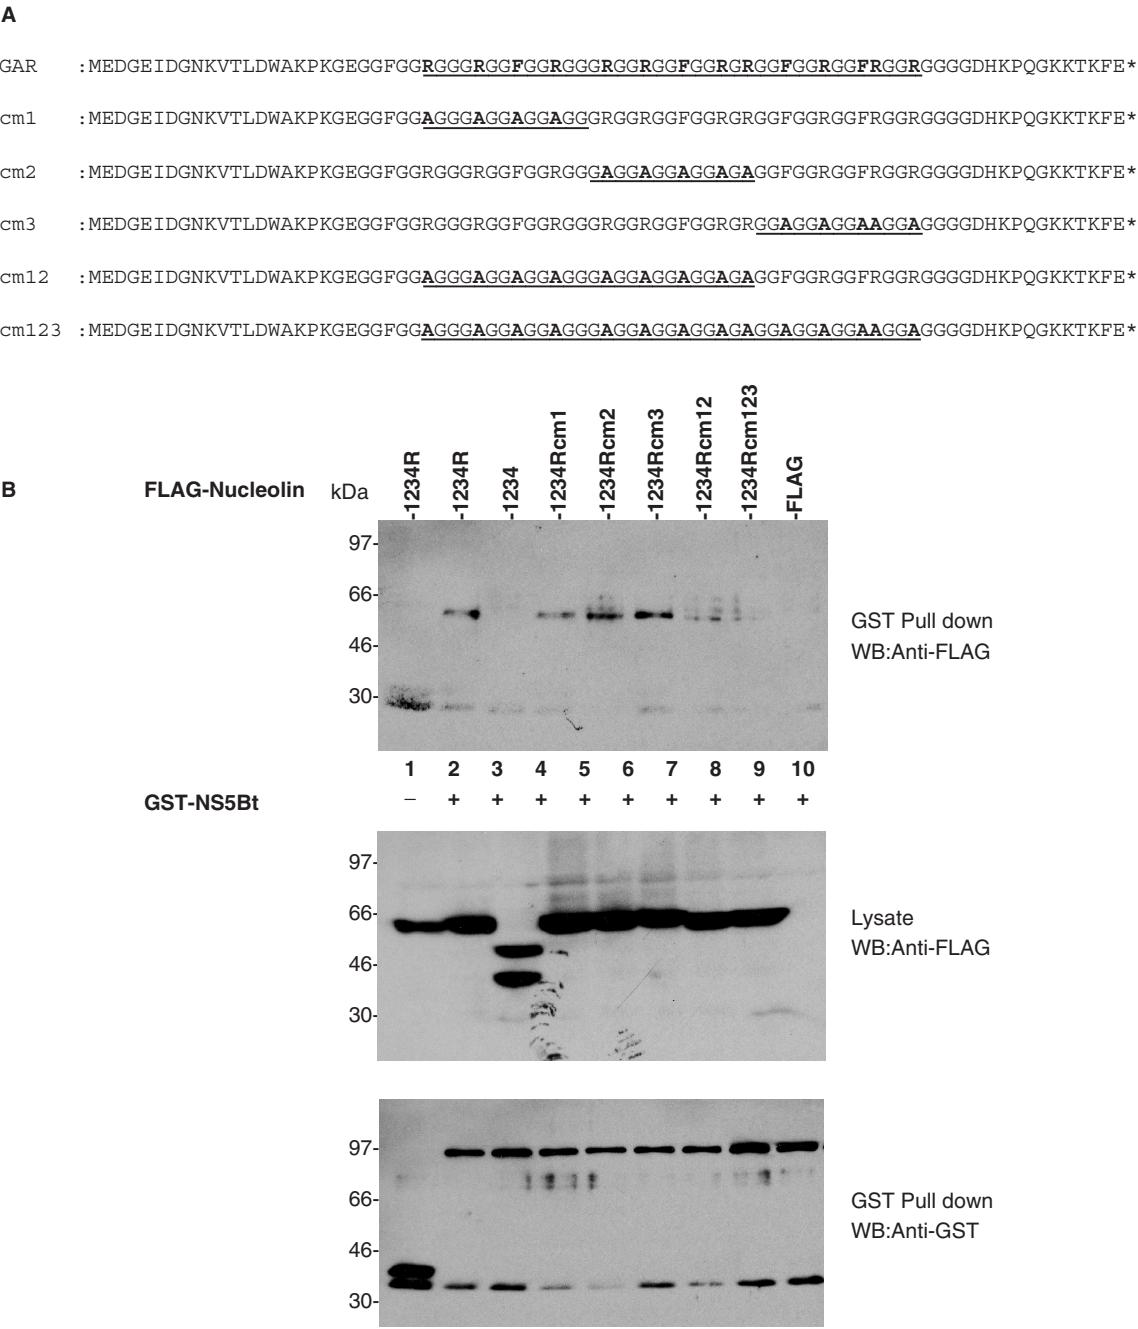 A
GAR :MEDGEIDGNKVTLDWAKPKGEGGFGGRGGGRGGFGGRGGGRGGRGGFGGRGRGGFGGRGGFRGGRGGGGDHKPQGKKTKFE*
cm1 :MEDGEIDGNKVTLDWAKPKGEGGFGGAGGGAGGAGGAGGGRGGRGGFGGRGRGGFGGRGGFRGGRGGGGDHKPQGKKTKFE*
cm2 :MEDGEIDGNKVTLDWAKPKGEGGFGGRGGGRGGFGGRGGGAGGAGGAGGAGAGGFGGRGGFRGGRGGGGDHKPQGKKTKFE*
cm3 :MEDGEIDGNKVTLDWAKPKGEGGFGGRGGGRGGFGGRGGGRGGRGGFGGRGRGGAGGAGGAAGGAGGGGDHKPQGKKTKFE*
cm12 :MEDGEIDGNKVTLDWAKPKGEGGFGGAGGGAGGAGGAGGGAGGAGGAGGAGAGGFGGRGGFRGGRGGGGDHKPQGKKTKFE*
cm123 :MEDGEIDGNKVTLDWAKPKGEGGFGGAGGGAGGAGGAGGGAGGAGGAGGAGAGGAGGAGGAAGGAGGGGDHKPQGKKTKFE*
B
FLAG-Nucleolin kDa -1234R -1234R -1234 -1234Rcm1 -1234Rcm2 -1234Rcm3 -1234Rcm12 -1234Rcm123 -FLAG
97-
66-
46-
30-
GST Pull down
WB:Anti-FLAG
1 2 3 4 5 6 7 8 9 10
GST-NS5Bt – + + + + + + + + +
97-
66-
46-
30-
Lysate
WB:Anti-FLAG
97-
66-
46-
30-
GST Pull down
WB:Anti-GST